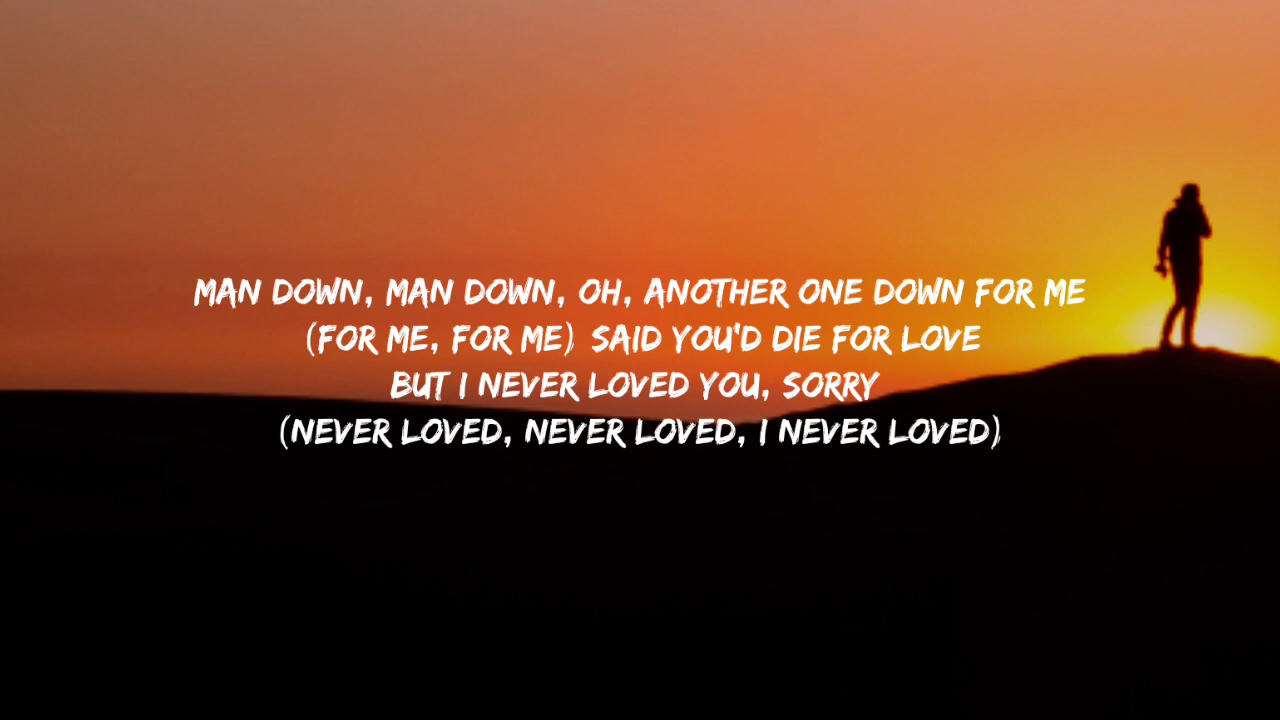 MAN DOWN, MAN DOWN, OH, ANOTHER ONE DOWN FOR ME
(FOR ME, FOR ME) SAID YOU'D DIE FOR LOVE
BUT I NEVER LOVED YOU, SORRY
(NEVER LOVED, NEVER LOVED, I NEVER LOVED)